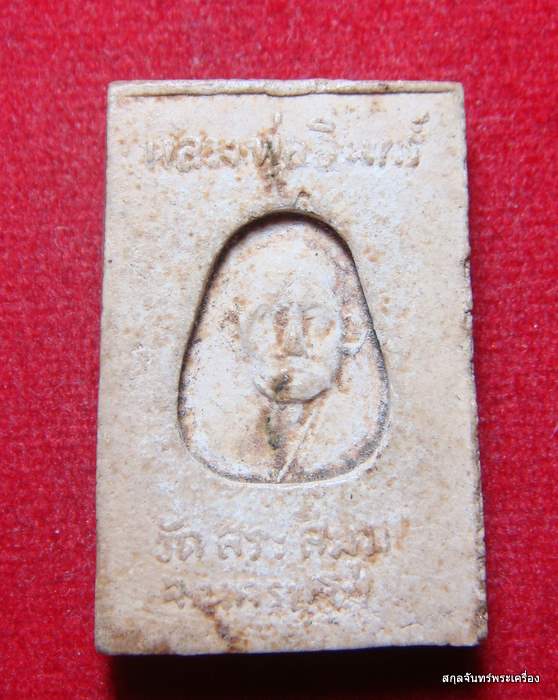 หลวงพ่ออินทร์
วัด สระ สี่มุม
สกุลจันทร์พระเครื่อง